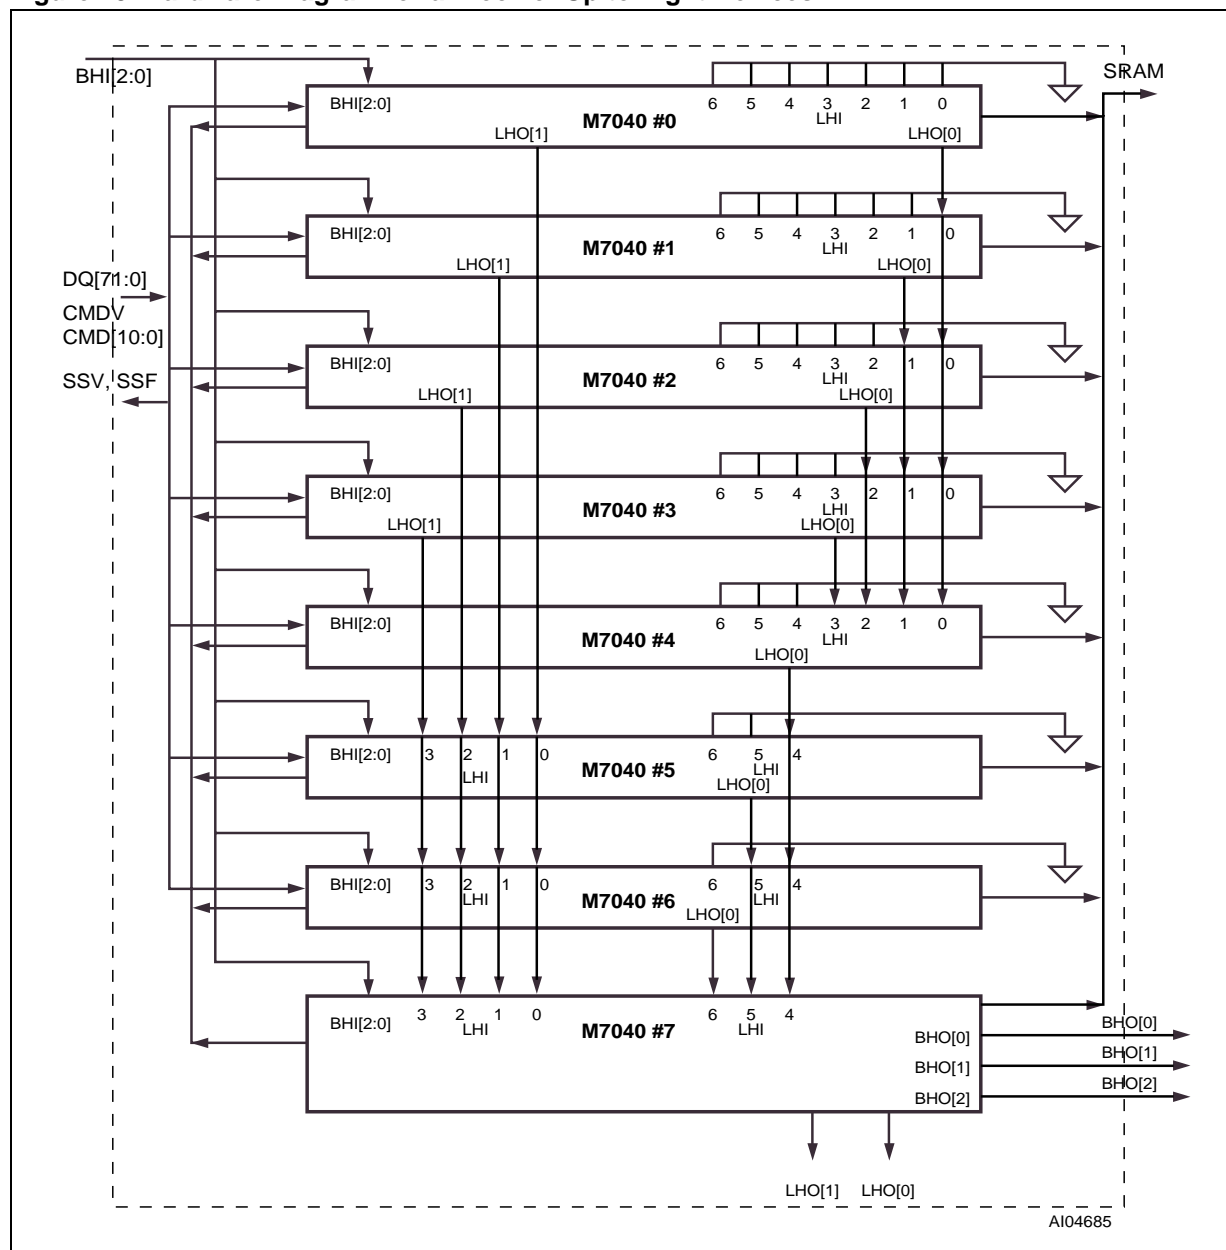 BHI[2:0]
SRAM
BHI[2:0] 6 5 4 3 2 1 0
LHI
M7040 #0
LHO[1] LHO[0]
BHI[2:0] 6 5 4 3 2 1 0
LHI
M7040 #1
LHO[1] LHO[0]
DQ[71:0]
CMDV
CMD[10:0]
SSV, SSF
BHI[2:0] 6 5 4 3 2 1 0
LHI
M7040 #2
LHO[1] LHO[0]
BHI[2:0] 6 5 4 3 2 1 0
LHI
M7040 #3
LHO[1] LHO[0]
BHI[2:0] 6 5 4 3 2 1 0
LHI
M7040 #4
LHO[0]
BHI[2:0] 3 2 1 0 6 5 4
LHI M7040 #5 LHI
LHO[0]
BHI[2:0] 3 2 1 0 6 5 4
LHI M7040 #6 LHI
LHO[0]
BHI[2:0] 3 2 1 0 6 5 4
LHI M7040 #7 LHI
BHO[0] BHO[0]
BHO[1] BHO[1]
BHO[2] BHO[2]
LHO[1] LHO[0]
AI04685